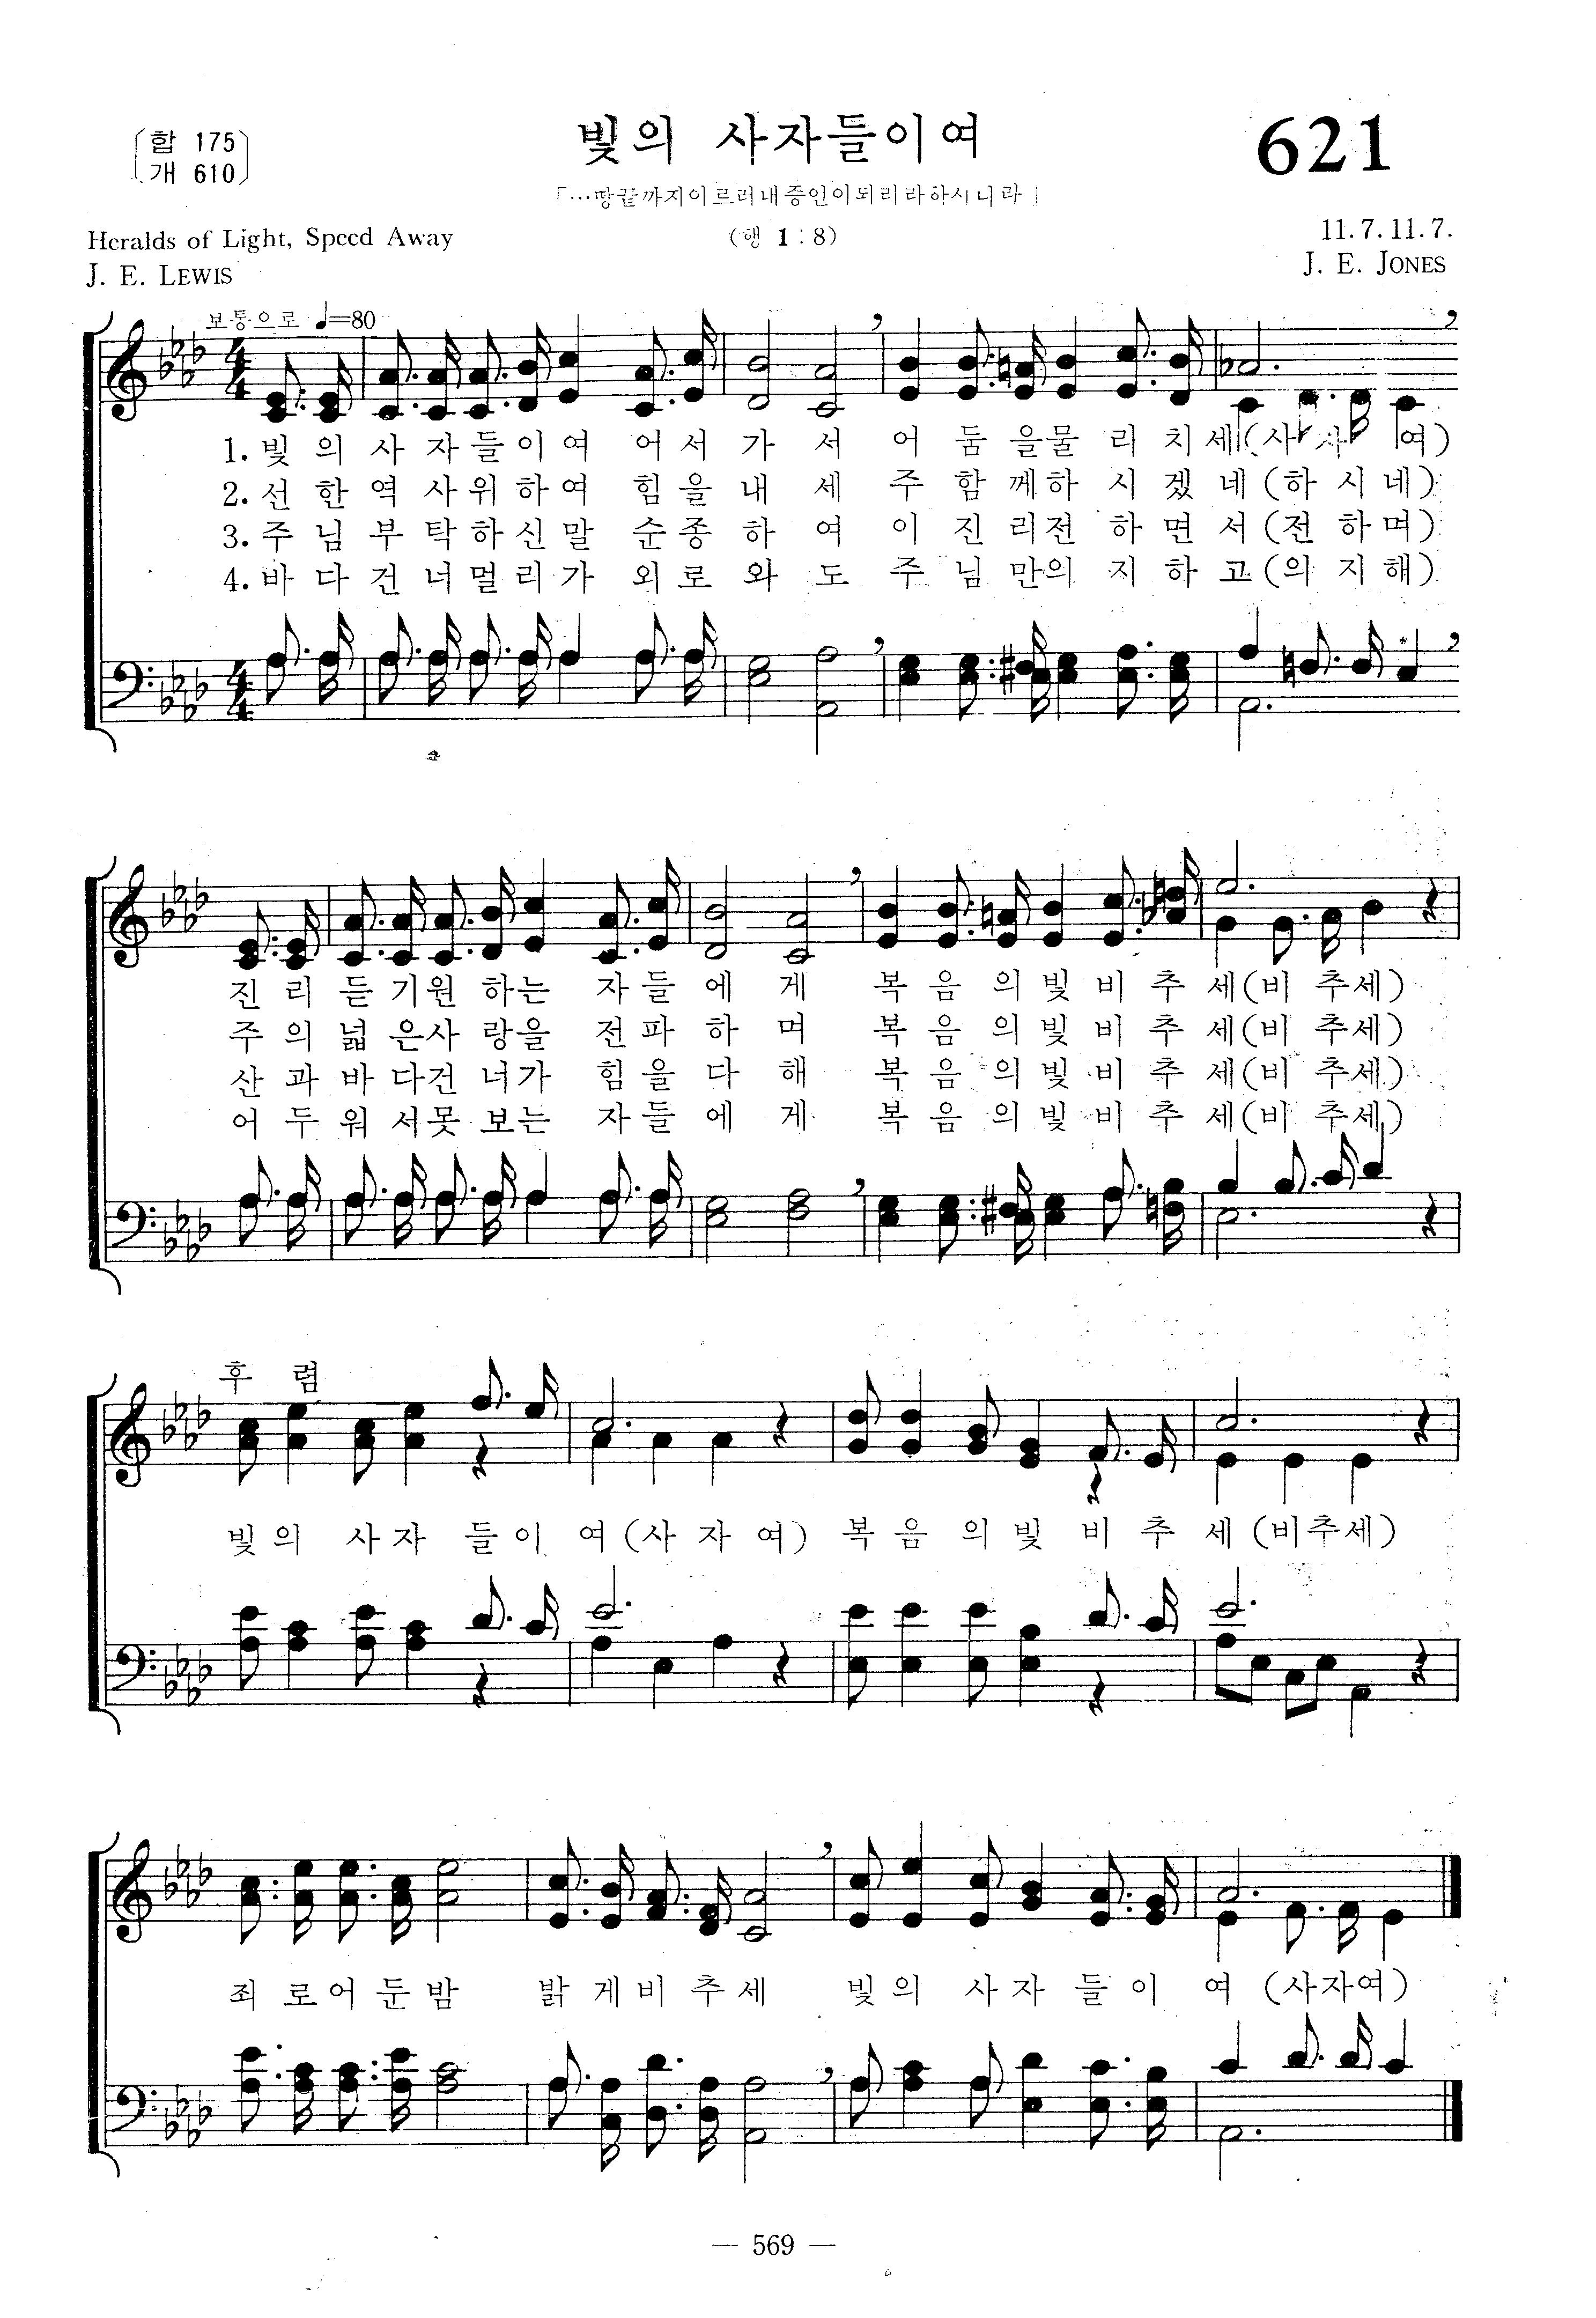 합 175
개 610
빛의 사자들이여
621
「…땅끝까지이르러내증인이되리라하시니라」
(행 1 : 8)
Heralds of Light, Speed Away
11. 7. 11. 7.
J. E. LEWIS
J. E. JONES
보통으로 ♩=80
1. 빛 의 사 자 들 이 여 어 서 가 서 어 둠 을 물 리 치 세 (사 자 여)
2. 선 한 역 사 위 하 여 힘 을 내 세 주 함 께 하 시 겠 네 (하 시 네)
3. 주 님 부 탁 하 신 말 순 종 하 여 이 진 리 전 하 면 서 (전 하 며)
4. 바 다 건 너 멀 리 가 외 로 와 도 주 님 만 의 지 하 고 (의 지 해)
진 리 듣 기 원 하 는 자 들 에 게 복 음 의 빛 비 추 세 (비 추 세)
주 의 넓 은 사 랑 을 전 파 하 며 복 음 의 빛 비 추 세 (비 추 세)
산 과 바 다 건 너 가 힘 을 다 해 복 음 의 빛 비 추 세 (비 추 세)
어 두 워 서 못 보 는 자 들 에 게 복 음 의 빛 비 추 세 (비 추 세)
후 렴
빛 의 사 자 들 이 여 (사 자 여) 복 음 의 빛 비 추 세 (비 추 세)
죄 로 어 둔 밤 밝 게 비 추 세 빛 의 사 자 들 이 여 (사 자 여)
— 569 —